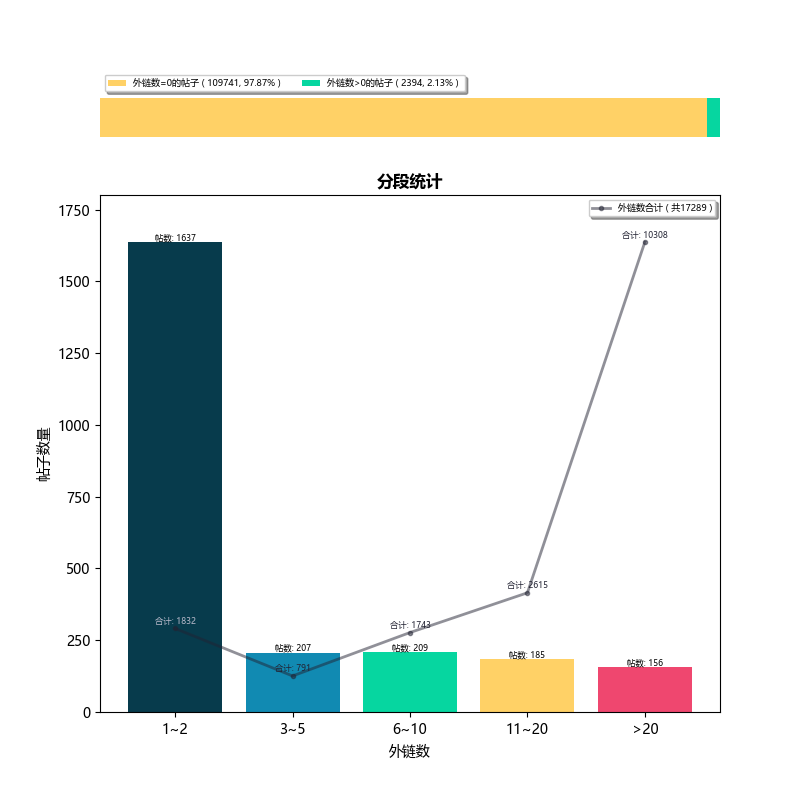 外链数=0的帖子 ( 109741, 97.87% )
外链数>0的帖子 ( 2394, 2.13% )
分段统计
外链数合计 ( 共17289 )
1750
1500
1250
1000
750
500
250
0
帖子数量
帖数: 1637
合计: 10308
合计: 1832
合计: 2615
合计: 1743
帖数: 207
帖数: 209
合计: 791
帖数: 185
帖数: 156
1~2
3~5
6~10
11~20
>20
外链数